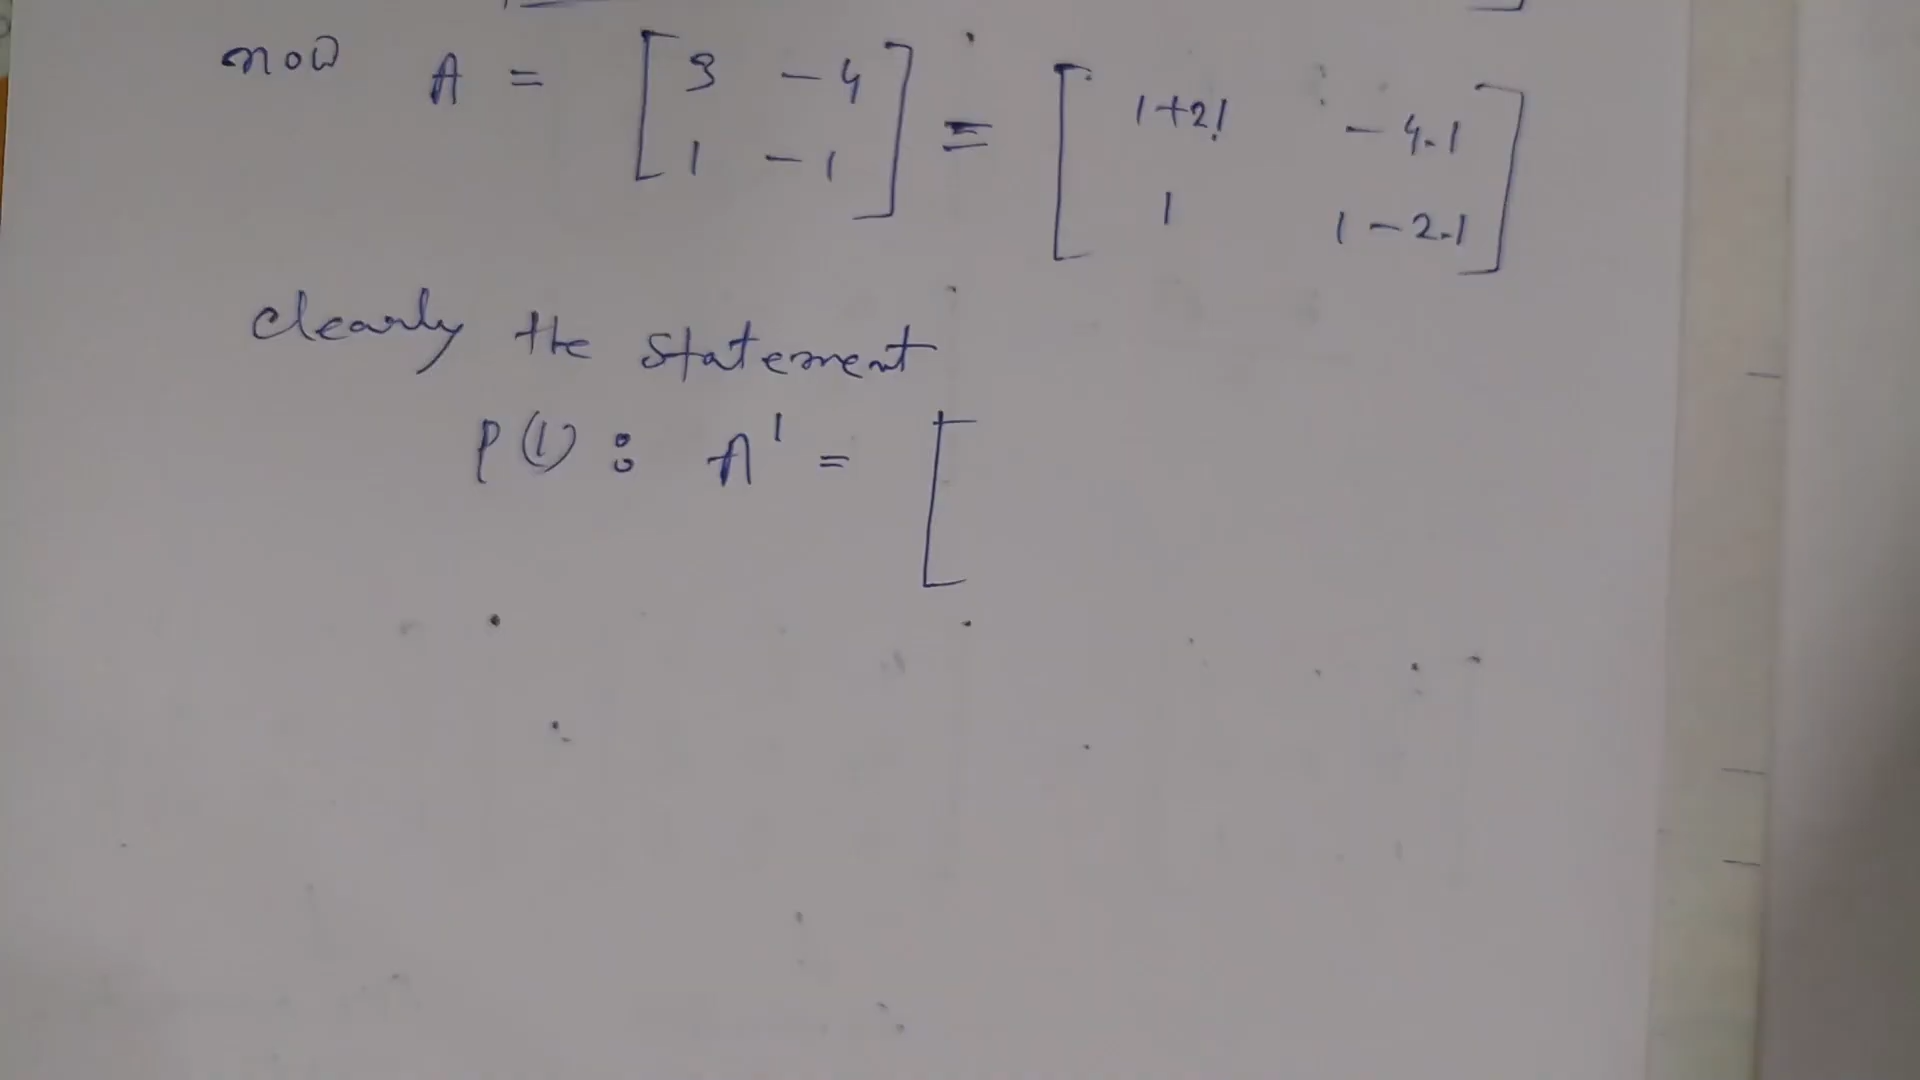 now A = [ 3 -4 ] = [ 1+2.1 -4.1 ]
[ 1 -1 ] [ 1 1-2.1 ]
clearly the statement
P(1) : A¹ = [